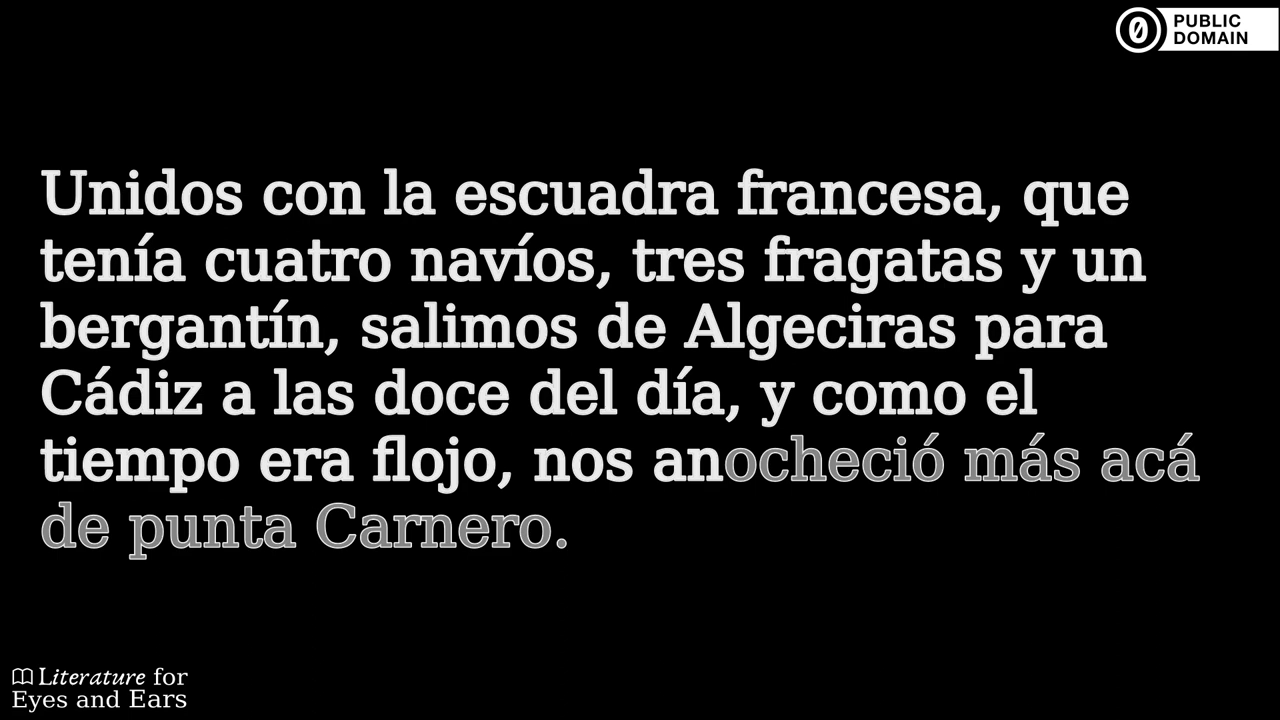 PUBLIC
DOMAIN
Unidos con la escuadra francesa, que
tenía cuatro navíos, tres fragatas y un
bergantín, salimos de Algeciras para
Cádiz a las doce del día, y como el
tiempo era flojo, nos anocheció más acá
de punta Carnero.
Literature for
Eyes and Ears